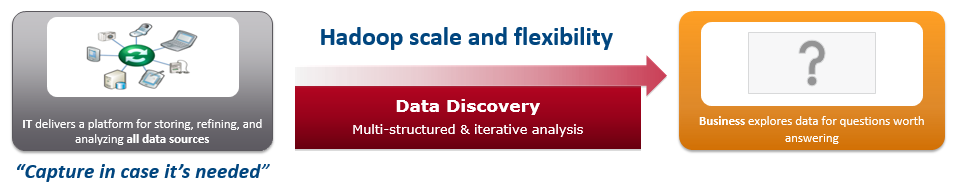 Hadoop scale and flexibility
IT delivers a platform for storing, refining, and
analyzing all data sources
“Capture in case it’s needed”
Data Discovery
Multi-structured & iterative analysis
?
Business explores data for questions worth
answering